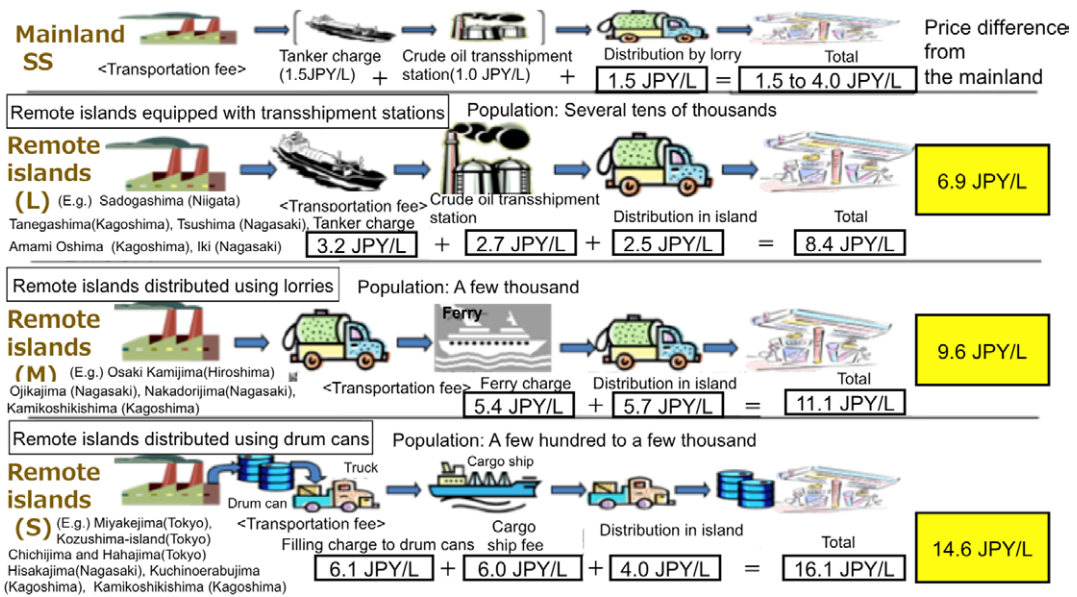 Mainland
SS
<Transportation fee>
Tanker charge
(1.5JPY/L)
+
Crude oil transshipment
station(1.0 JPY/L)
+
Distribution by lorry
1.5 JPY/L
=
Total
1.5 to 4.0 JPY/L
Price difference
from
the mainland
Remote islands equipped with transshipment stations
Population: Several tens of thousands
Remote
islands
(L)
(E.g.) Sadogashima (Niigata)
Tanegashima(Kagoshima), Tsushima (Nagasaki),
Amami Oshima (Kagoshima), Iki (Nagasaki)
<Transportation fee>
Tanker charge
3.2 JPY/L
+
Crude oil transshipment
station
2.7 JPY/L
+
Distribution in island
2.5 JPY/L
=
Total
8.4 JPY/L
6.9 JPY/L
Remote islands distributed using lorries
Population: A few thousand
Remote
islands
(M)
(E.g.) Osaki Kamijima(Hiroshima)
Ojikajima (Nagasaki), Nakadorijima(Nagasaki),
Kamikoshikishima (Kagoshima)
Ferry
<Transportation fee>
Ferry charge
5.4 JPY/L
+
Distribution in island
5.7 JPY/L
=
Total
11.1 JPY/L
9.6 JPY/L
Remote islands distributed using drum cans
Population: A few hundred to a few thousand
Remote
islands
(S)
(E.g.) Miyakejima(Tokyo),
Kozushima-island(Tokyo)
Chichijima and Hahajima(Tokyo)
Hisakajima(Nagasaki), Kuchinoerabujima
(Kagoshima), Kamikoshikishima (Kagoshima)
Drum can
Truck
Cargo ship
<Transportation fee>
Filling charge to drum cans
6.1 JPY/L
+
Cargo
ship fee
6.0 JPY/L
+
Distribution in island
4.0 JPY/L
=
Total
16.1 JPY/L
14.6 JPY/L